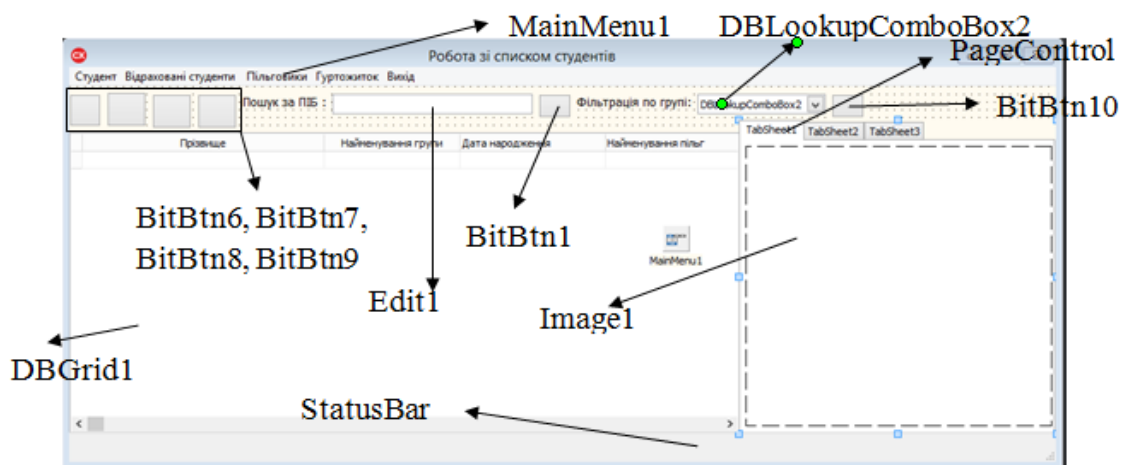 MainMenu1
DBLookupComboBox2
PageControl
Робота зі списком студентів
Студент Відраховані студенти Пільговики Гуртожиток Вихід
Пошук за ПІБ :
Фільтрація по групі:
DBLookupComboBox2
BitBtn10
TabSheet1 TabSheet2 TabSheet3
Прізвище Найменування групи Дата народження Найменування пільг
BitBtn6, BitBtn7,
BitBtn8, BitBtn9
BitBtn1
MainMenu1
Edit1
Image1
DBGrid1
StatusBar